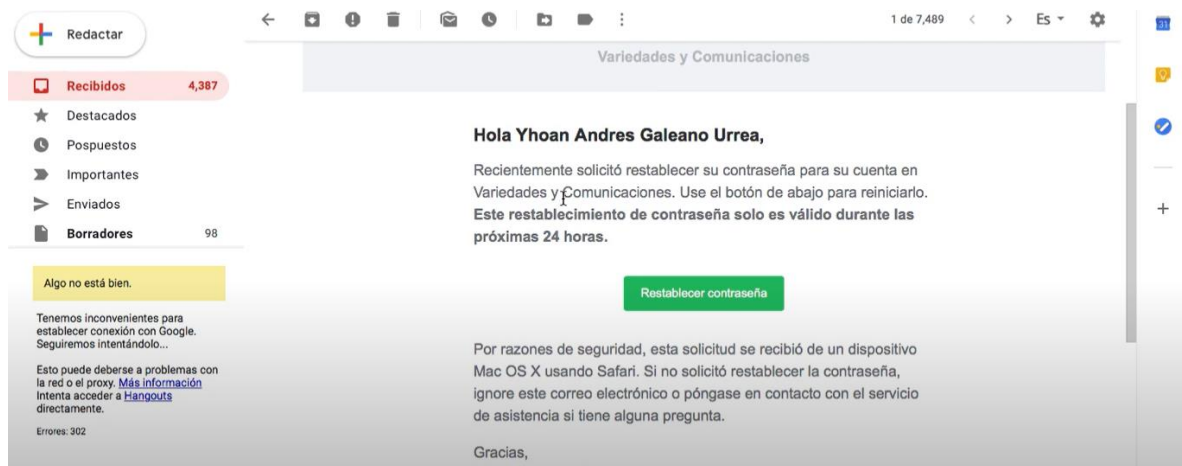 Redactar
Recibidos 4,387
Destacados
Pospuestos
Importantes
Enviados
Borradores 98
Algo no está bien.
Tenemos inconvenientes para
establecer conexión con Google.
Seguiremos intentándolo...
Esto puede deberse a problemas con
la red o el proxy. Más información
Intenta acceder a Hangouts
directamente.
Errores: 302
1 de 7,489
Es
31
Variedades y Comunicaciones
Hola Yhoan Andres Galeano Urrea,
Recientemente solicitó restablecer su contraseña para su cuenta en
Variedades y Comunicaciones. Use el botón de abajo para reiniciarlo.
Este restablecimiento de contraseña solo es válido durante las
próximas 24 horas.
Restablecer contraseña
Por razones de seguridad, esta solicitud se recibió de un dispositivo
Mac OS X usando Safari. Si no solicitó restablecer la contraseña,
ignore este correo electrónico o póngase en contacto con el servicio
de asistencia si tiene alguna pregunta.
Gracias,